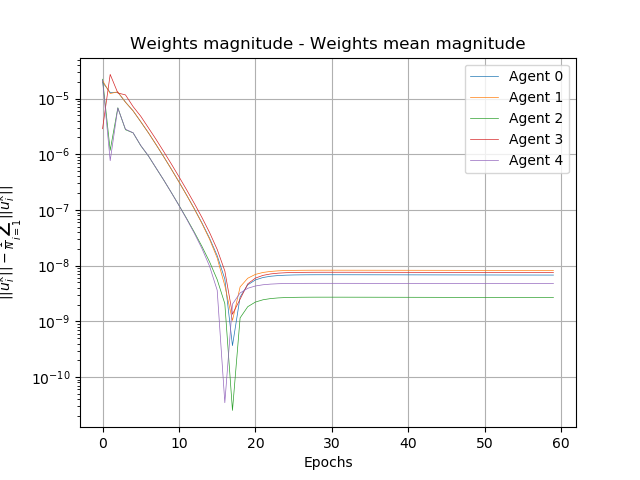 Weights magnitude - Weights mean magnitude
Agent 0
Agent 1
Agent 2
Agent 3
Agent 4
10⁻⁵
10⁻⁶
10⁻⁷
10⁻⁸
10⁻⁹
10⁻¹⁰
0 10 20 30 40 50 60
Epochs